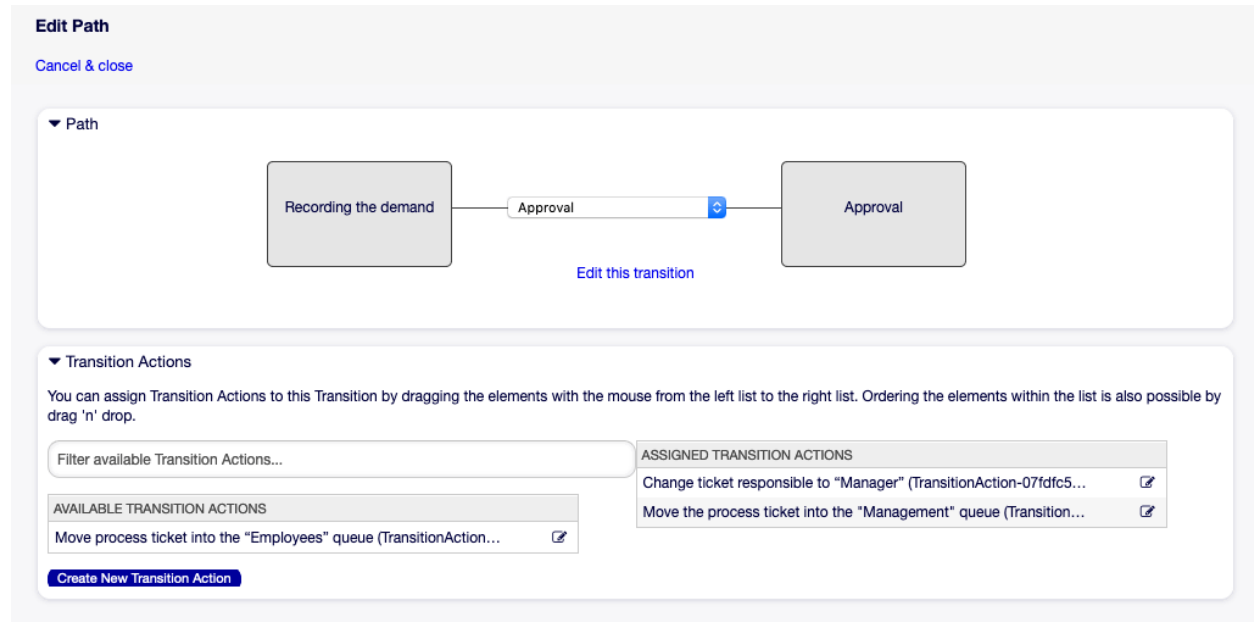 Edit Path
Cancel & close
Path
Recording the demand
Approval
Approval
Edit this transition
Transition Actions
You can assign Transition Actions to this Transition by dragging the elements with the mouse from the left list to the right list. Ordering the elements within the list is also possible by
drag 'n' drop.
Filter available Transition Actions...
AVAILABLE TRANSITION ACTIONS
Move process ticket into the “Employees” queue (TransitionAction...
Create New Transition Action
ASSIGNED TRANSITION ACTIONS
Change ticket responsible to “Manager” (TransitionAction-07fdfc5...
Move the process ticket into the "Management" queue (Transition...